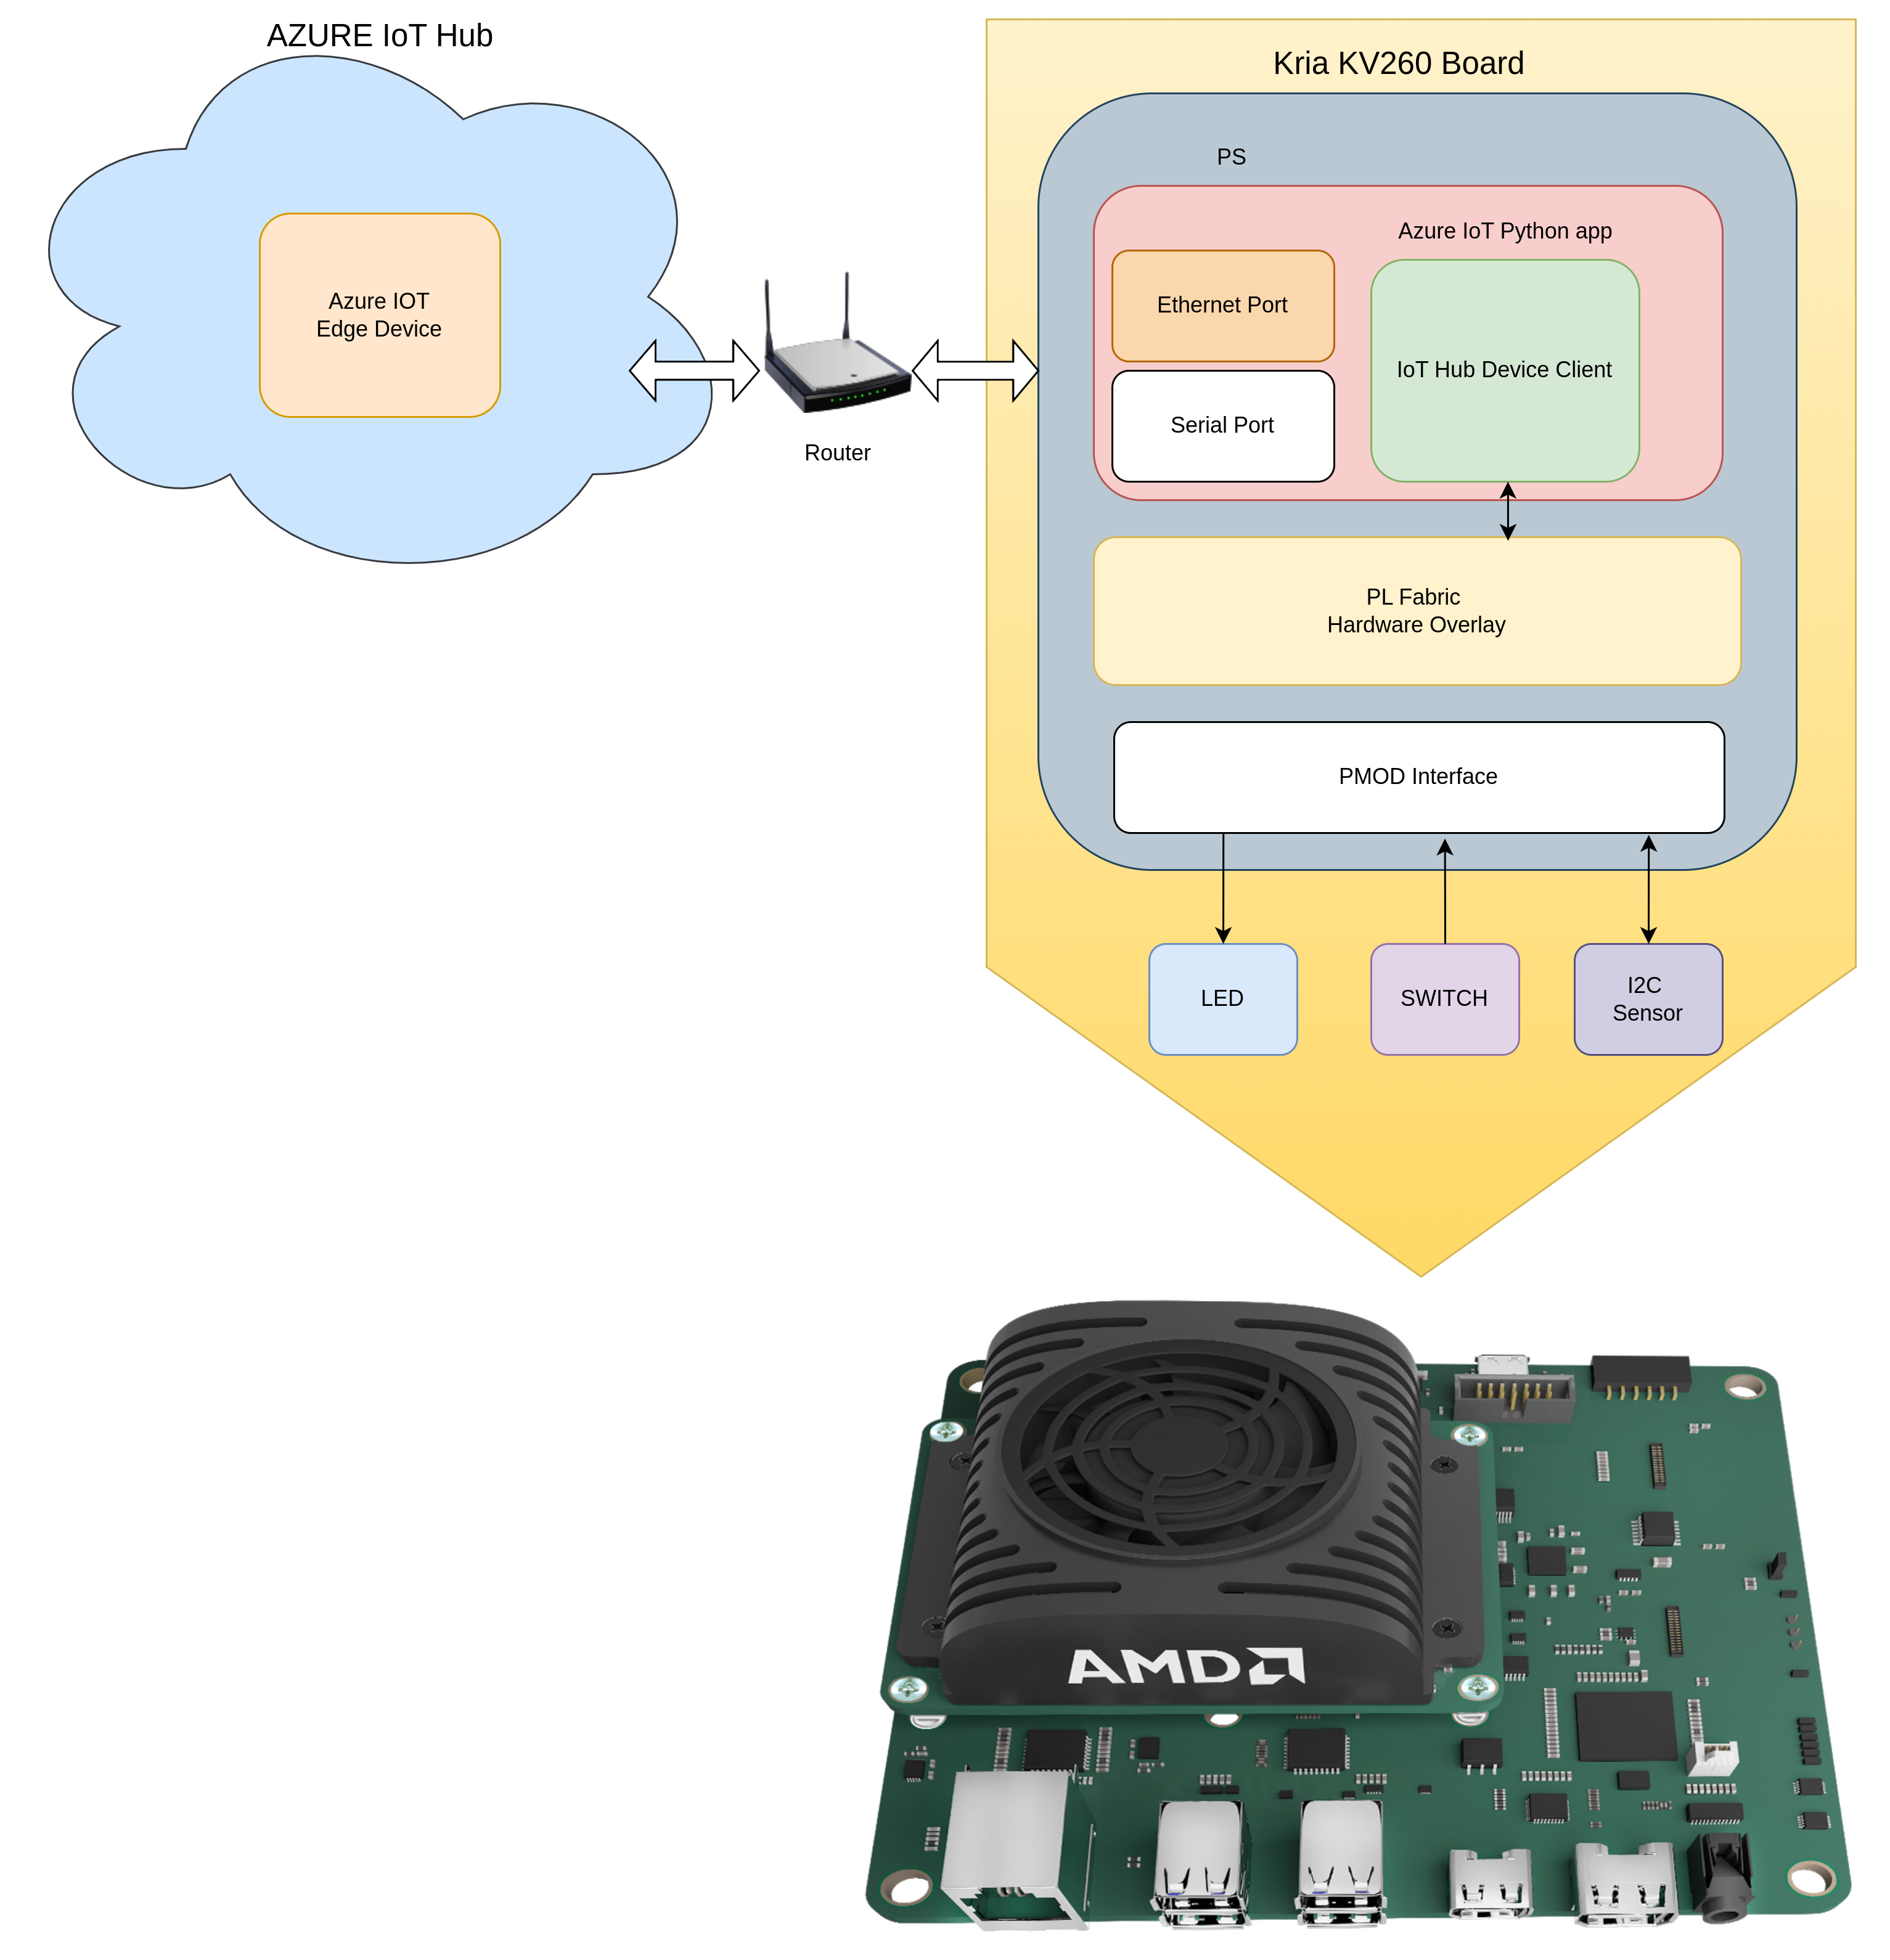 AZURE IoT Hub
Azure IOT
Edge Device
Router
Kria KV260 Board
PS
Azure IoT Python app
Ethernet Port
IoT Hub Device Client
Serial Port
PL Fabric
Hardware Overlay
PMOD Interface
LED
SWITCH
I2C
Sensor
AMD